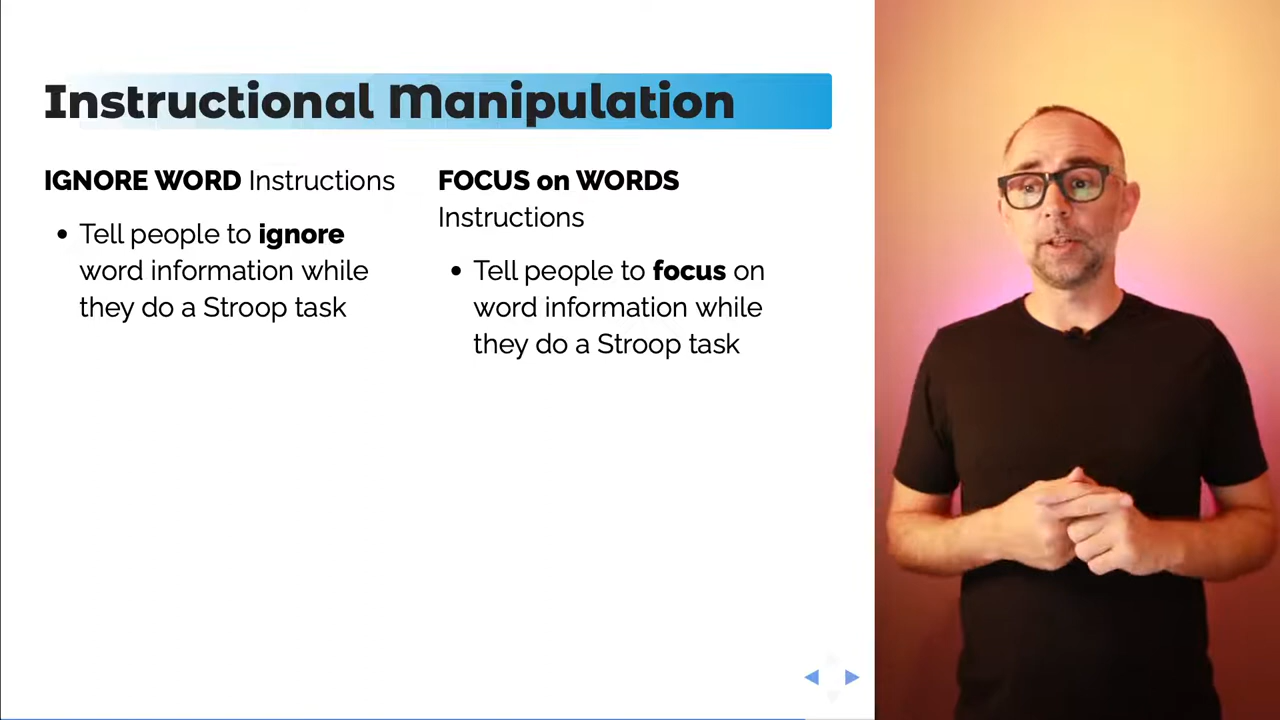 Instructional Manipulation
IGNORE WORD Instructions
• Tell people to ignore
word information while
they do a Stroop task
FOCUS on WORDS
Instructions
• Tell people to focus on
word information while
they do a Stroop task